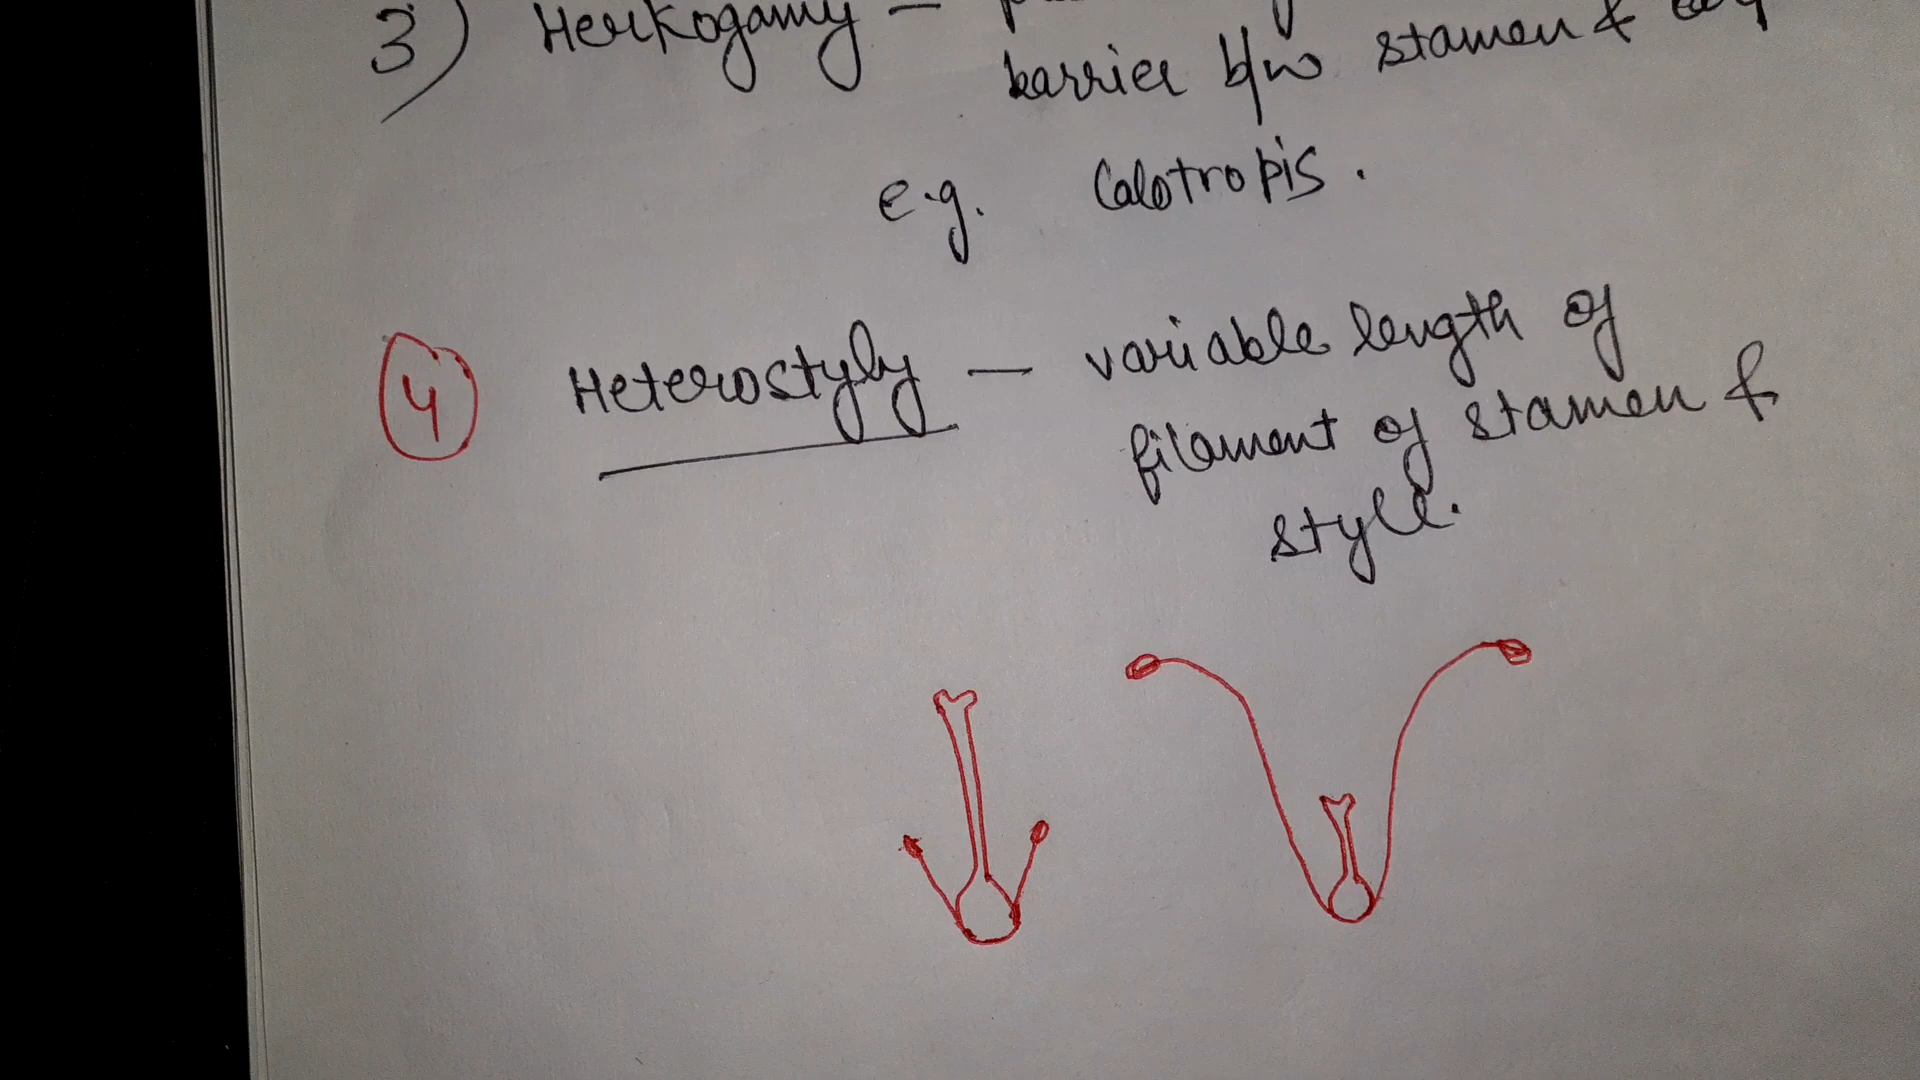 3) Herkogamy –
barrier b/w stamen &
e.g. Calotropis.
4 Heterostyly – variable length of
filament of stamen &
style.